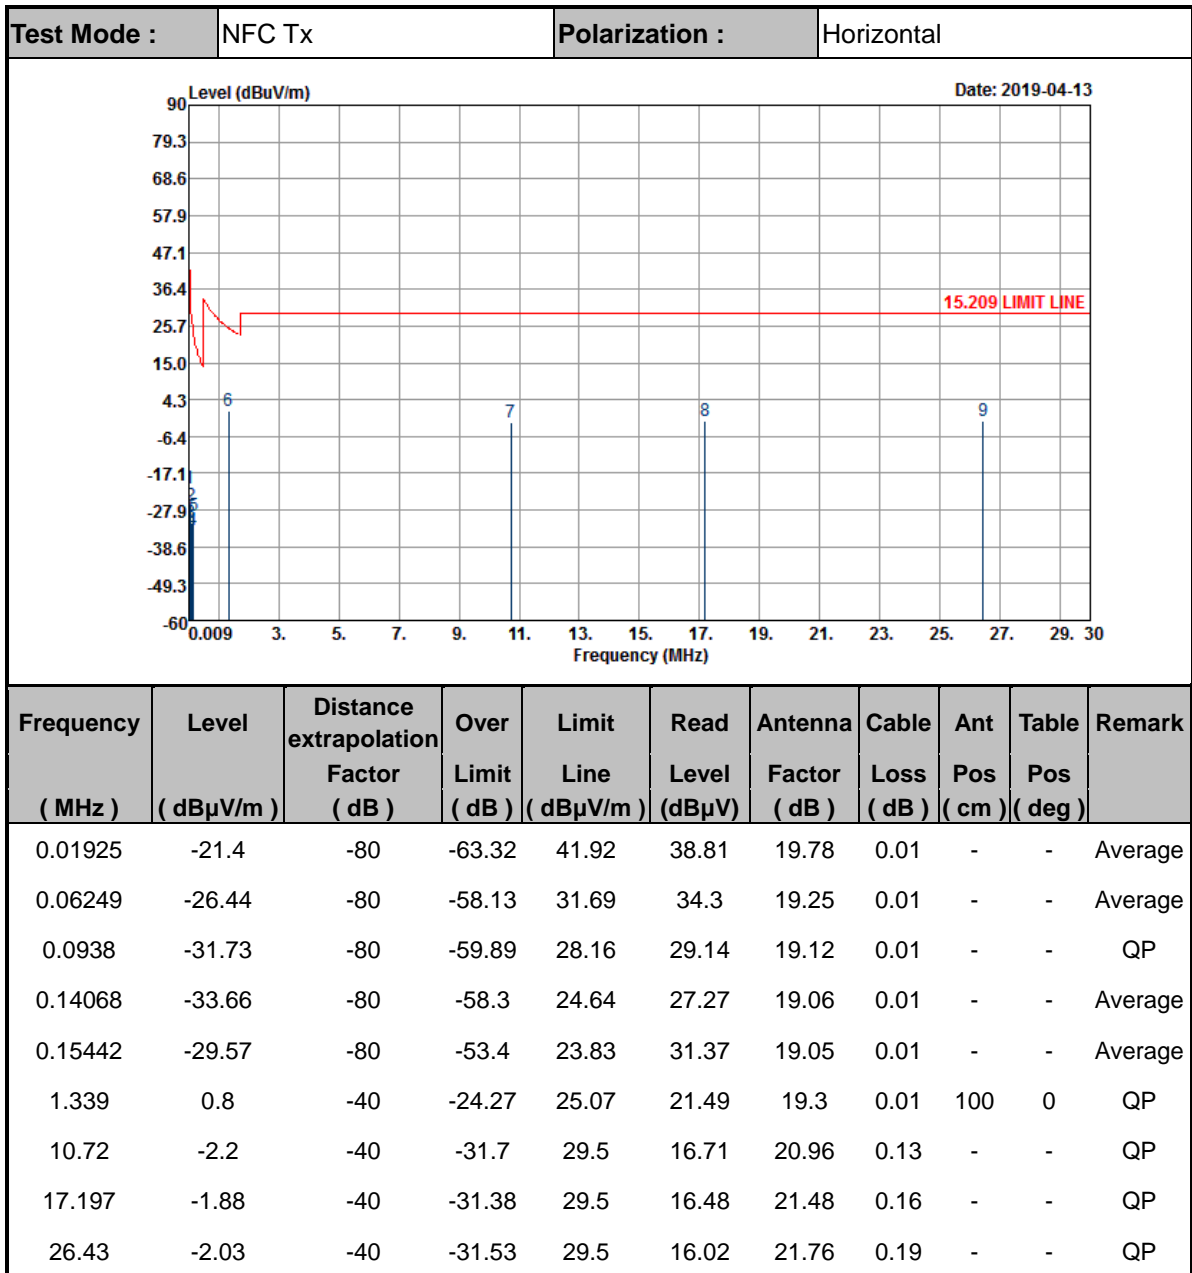 Test Mode : NFC Tx Polarization : Horizontal
Level (dBuV/m) Date: 2019-04-13
90
79.3
68.6
57.9
47.1
36.4
15.209 LIMIT LINE
25.7
15.0
4.3
6 7 8 9
-6.4
-17.1
1
2
5
-27.9
4
-38.6
-49.3
-60
0.009 3. 5. 7. 9. 11. 13. 15. 17. 19. 21. 23. 25. 27. 29. 30
Frequency (MHz)
Frequency Level Distance extrapolation Over Limit Read Antenna Cable Ant Table Remark
Factor Limit Line Level Factor Loss Pos Pos
( MHz ) ( dBµV/m ) ( dB ) ( dB ) ( dBµV/m ) (dBµV) ( dB ) ( dB ) ( cm ) ( deg )
0.01925 -21.4 -80 -63.32 41.92 38.81 19.78 0.01 - - Average
0.06249 -26.44 -80 -58.13 31.69 34.3 19.25 0.01 - - Average
0.0938 -31.73 -80 -59.89 28.16 29.14 19.12 0.01 - - QP
0.14068 -33.66 -80 -58.3 24.64 27.27 19.06 0.01 - - Average
0.15442 -29.57 -80 -53.4 23.83 31.37 19.05 0.01 - - Average
1.339 0.8 -40 -24.27 25.07 21.49 19.3 0.01 100 0 QP
10.72 -2.2 -40 -31.7 29.5 16.71 20.96 0.13 - - QP
17.197 -1.88 -40 -31.38 29.5 16.48 21.48 0.16 - - QP
26.43 -2.03 -40 -31.53 29.5 16.02 21.76 0.19 - - QP